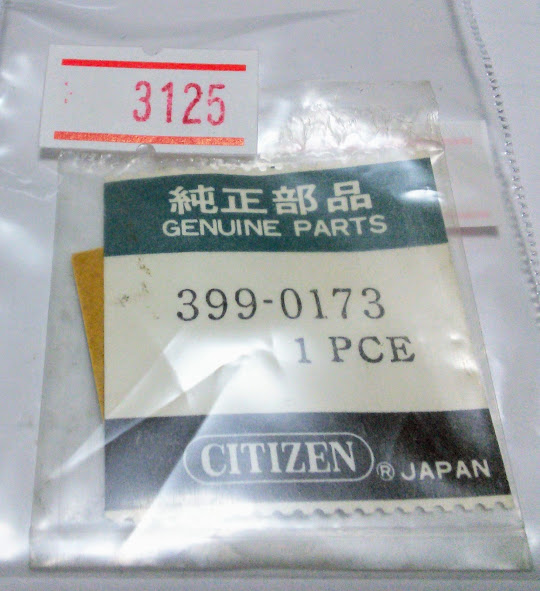 3125
純正部品
GENUINE PARTS
399-0173
1 PCE
CITIZEN ® JAPAN